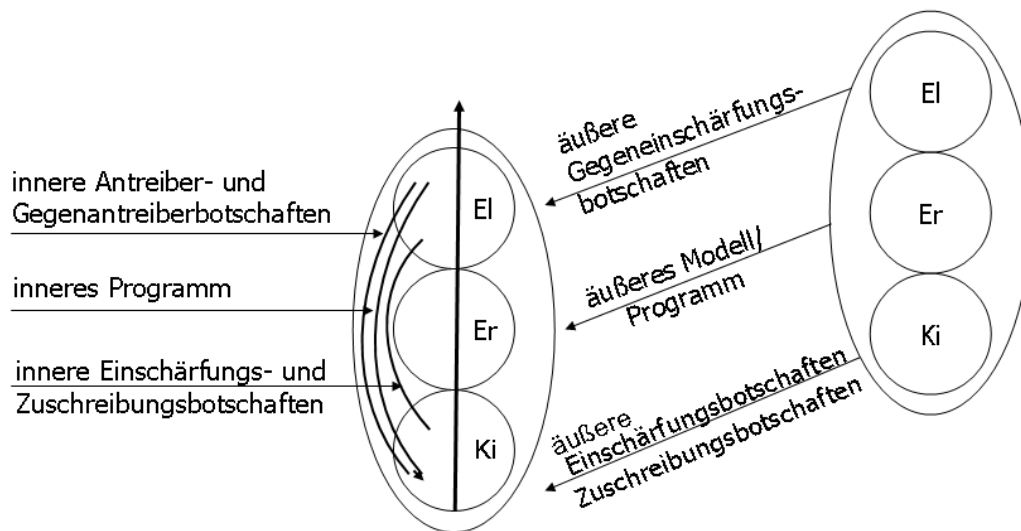 innere Antreiber- und
Gegenantreiberbotschaften
inneres Programm
innere Einschärfungs- und
Zuschreibungsbotschaften
El
Er
Ki
äußere
Gegeneinschärfungs-
botschaften
äußeres Modell/
Programm
äußere
Einschärfungsbotschaften
Zuschreibungsbotschaften
El
Er
Ki